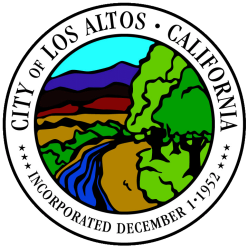 CITY OF LOS ALTOS · CALIFORNIA
*** INCORPORATED DECEMBER 1·1952 ***